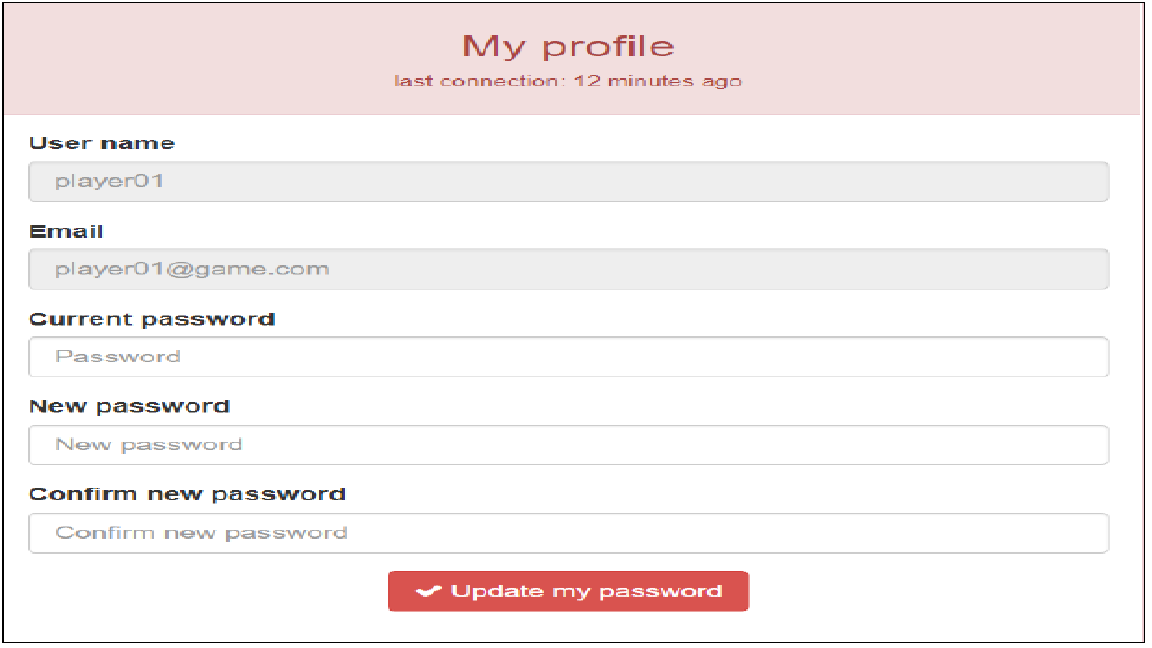 My profile
last connection: 12 minutes ago
User name
player01
Email
player01@game.com
Current password
Password
New password
New password
Confirm new password
Confirm new password
Update my password